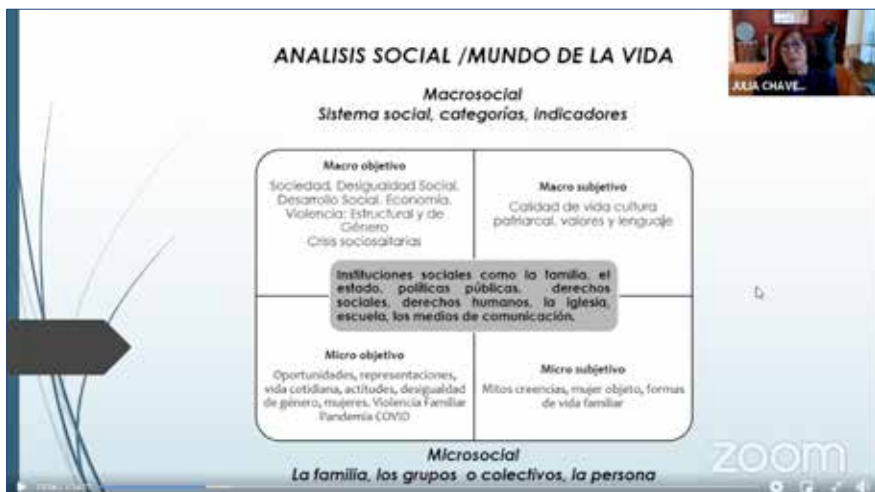 ANALISIS SOCIAL /MUNDO DE LA VIDA
JULIA CHAVE...
Macrosocial
Sistema social, categorías, indicadores
Macro objetivo
Sociedad, Desigualdad Social,
Desarrollo Social, Economía,
Violencia: Estructural y de
Género
Crisis sociosaitarias
Macro subjetivo
Calidad de vida cultura
patriarcal, valores y lenguaje
Instituciones sociales como la familia, el
estado, políticas públicas, derechos
sociales, derechos humanos, la iglesia,
escuela, los medios de comunicación.
Micro objetivo
Oportunidades, representaciones,
vida cotidiana, actitudes, desigualdad
de género, mujeres. Violencia Familiar
Pandemia COVID
Micro subjetivo
Mitos creencias, mujer objeto, formas
de vida familiar
Microsocial
La familia, los grupos o colectivos, la persona
zoom